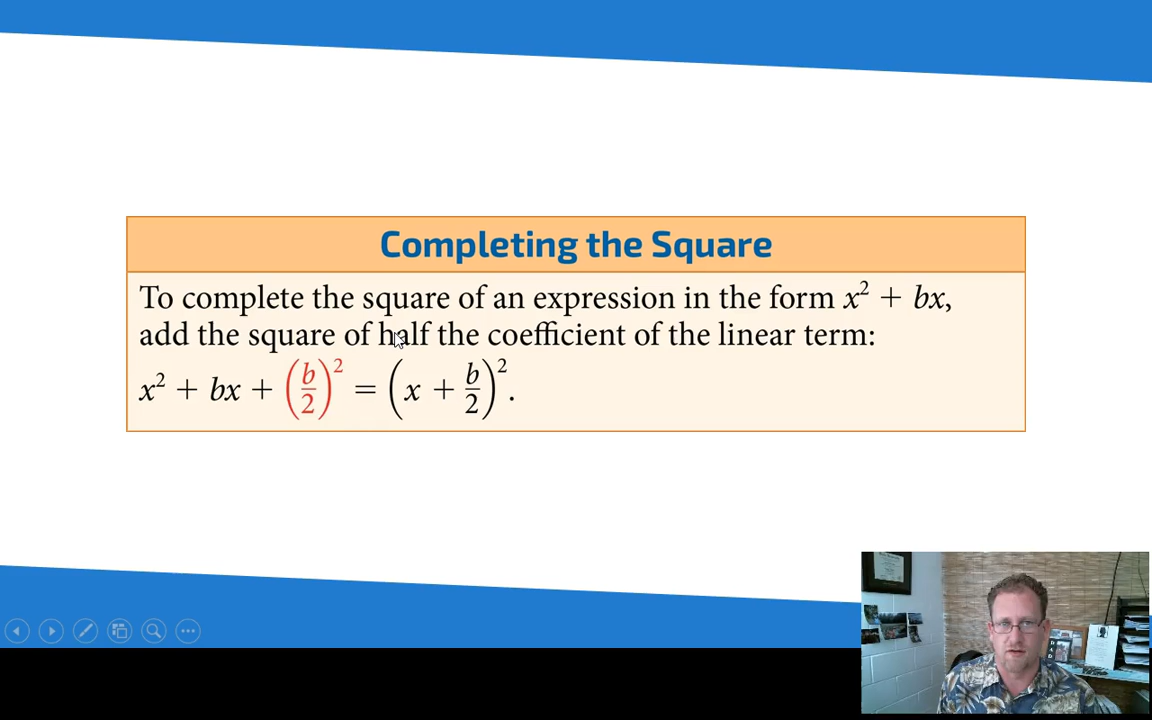 Completing the Square
To complete the square of an expression in the form x² + bx,
add the square of half the coefficient of the linear term:
x² + bx + (b/2)² = (x + b/2)².